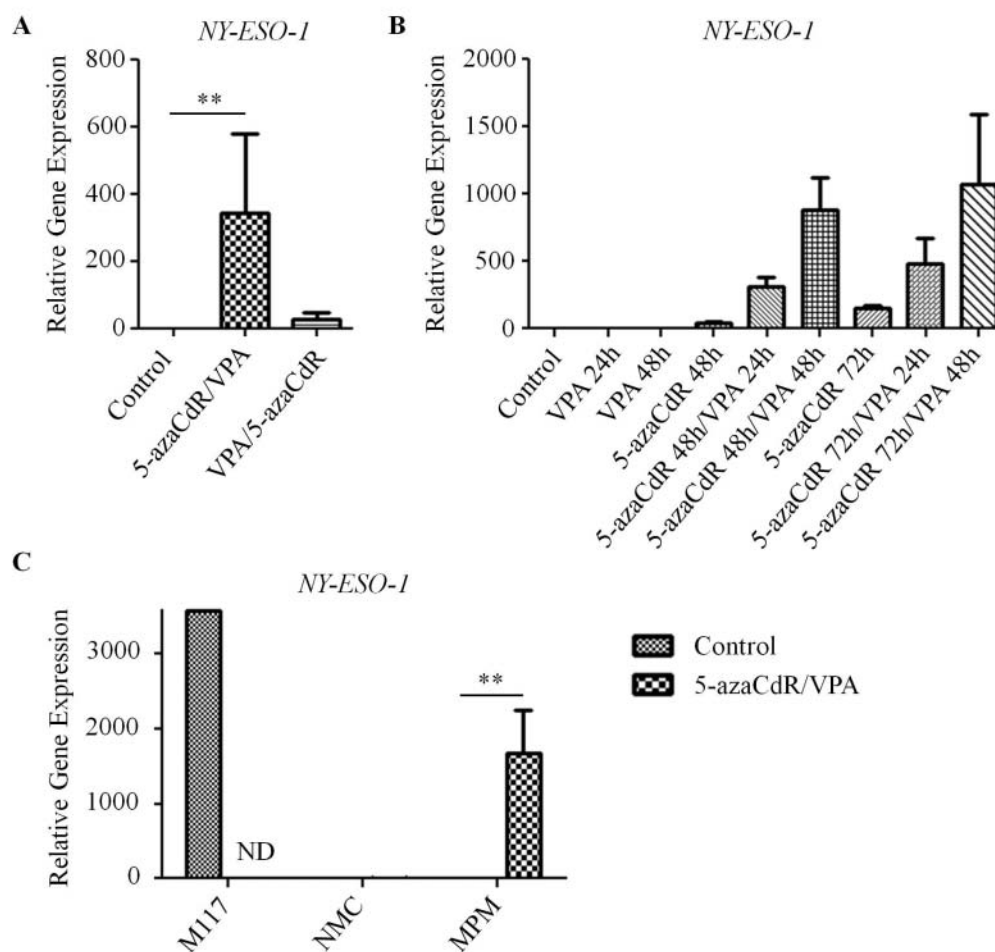 A
NY-ESO-1
Relative Gene Expression
800
600
400
200
0
**
Control
5-azaCdR/VPA
VPA/5-azaCdR
B
NY-ESO-1
Relative Gene Expression
2000
1500
1000
500
0
Control
VPA 24h
VPA 48h
5-azaCdR 48h
5-azaCdR 48h/VPA 24h
5-azaCdR 48h/VPA 48h
5-azaCdR 72h
5-azaCdR 72h/VPA 24h
5-azaCdR 72h/VPA 48h
C
NY-ESO-1
Relative Gene Expression
3000
2000
1000
0
ND
**
M117
NMC
MPM
Control
5-azaCdR/VPA